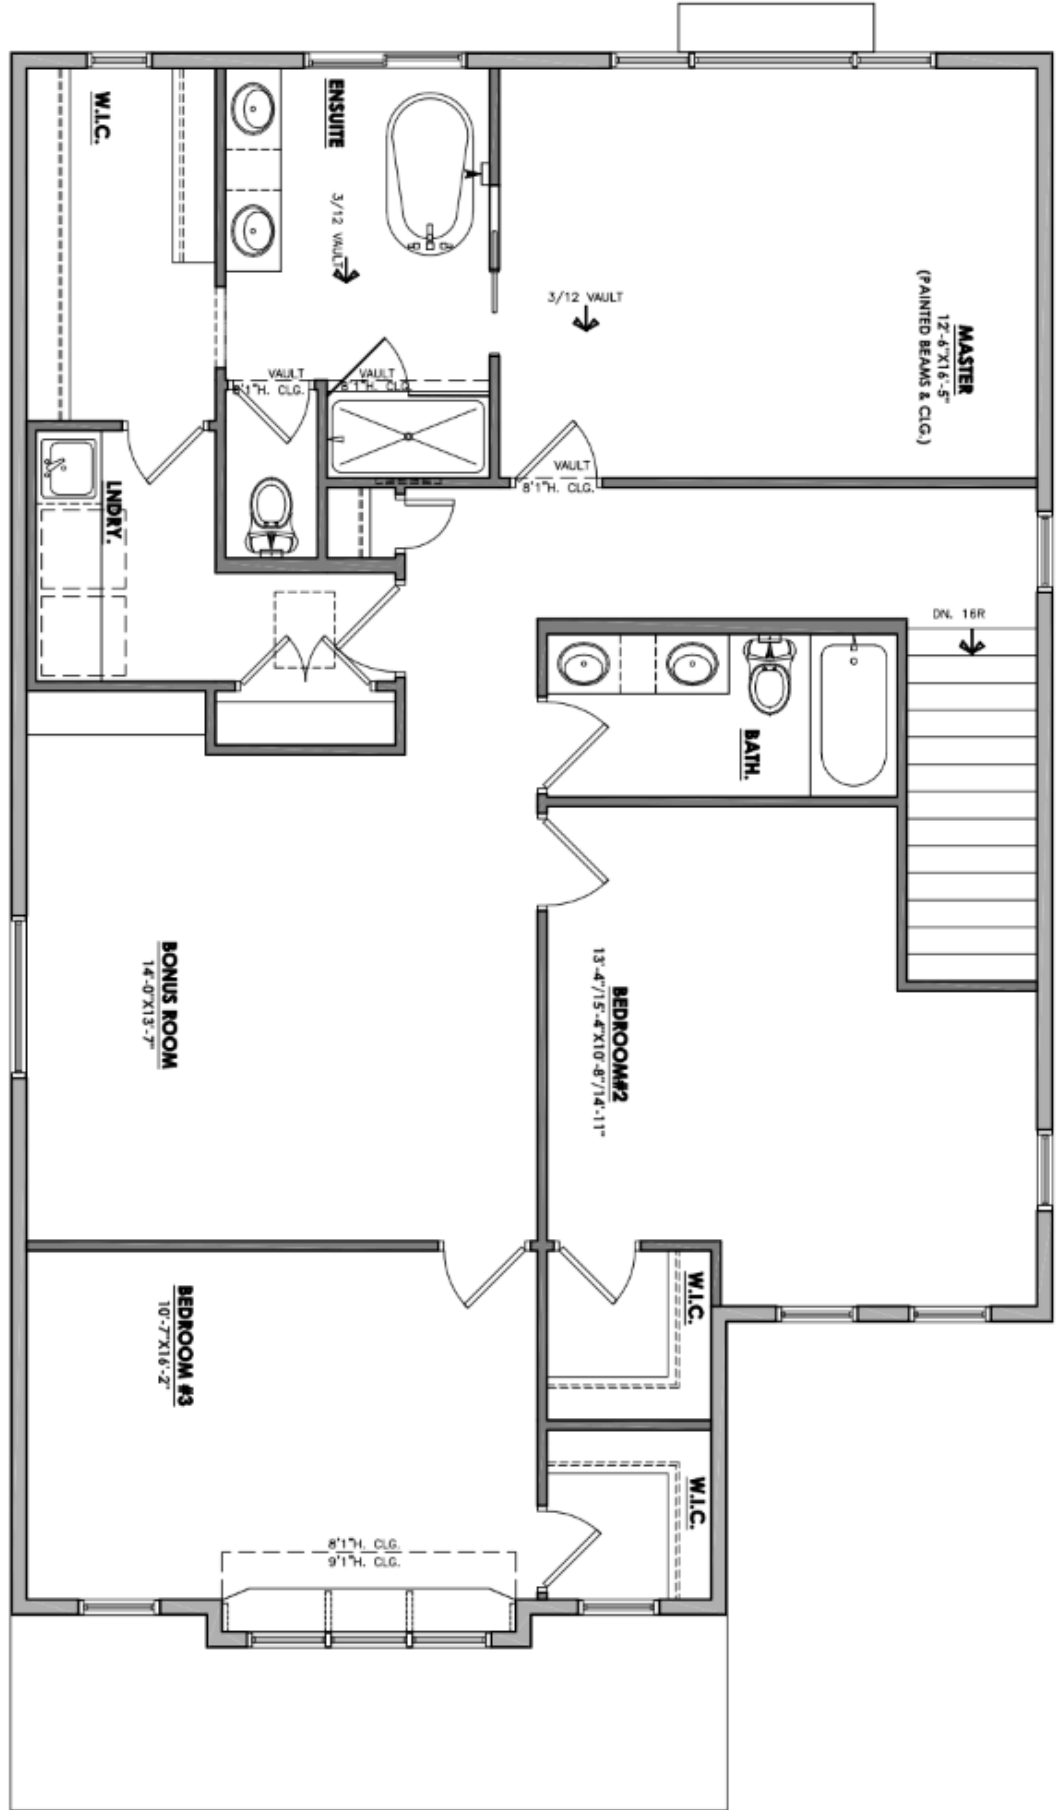 W.I.C.
ENSUITE
3/12 VAULT
3/12 VAULT
MASTER
12'-6"X16'-5"
(PAINTED BEAMS & CLG.)
VAULT
8'1"H. CLG.
VAULT
8'1"H. CLG.
VAULT
8'1"H. CLG.
LNDRY.
DN. 16R
BATH.
BONUS ROOM
14'-0"X13'-7"
BEDROOM#2
13'-4"/15'-4"X10'-8"/14'-11"
W.I.C.
BEDROOM #3
10'-7"X16'-2"
W.I.C.
8'1"H. CLG.
9'1"H. CLG.